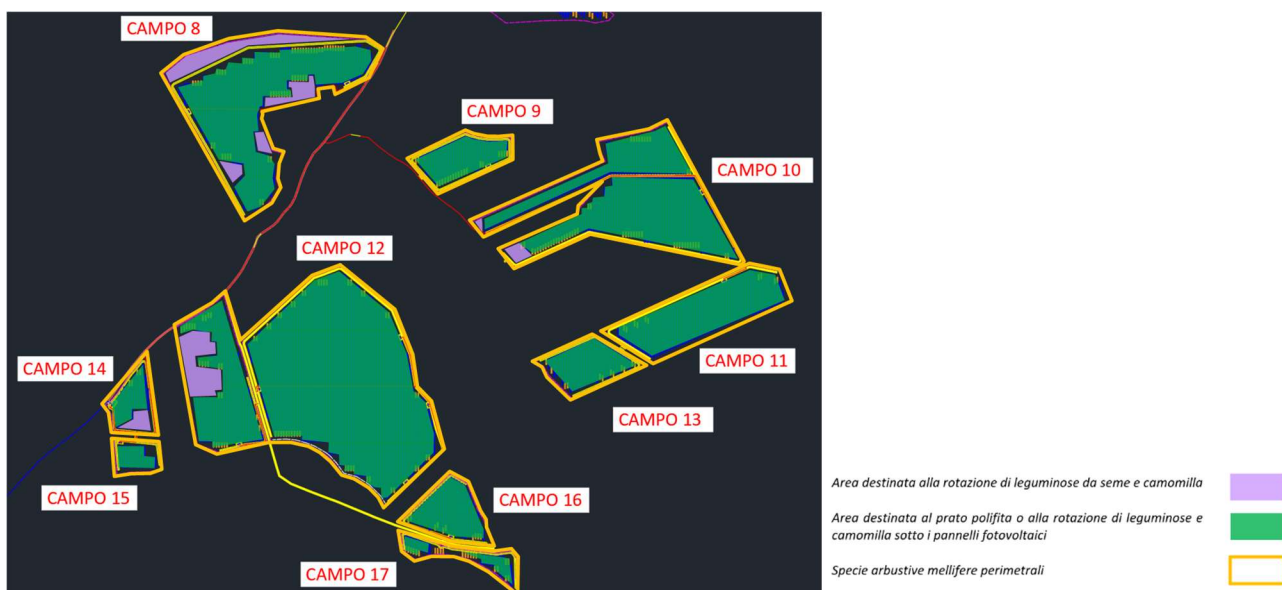 CAMPO 8
CAMPO 9
CAMPO 10
CAMPO 12
CAMPO 11
CAMPO 14
CAMPO 13
CAMPO 15
CAMPO 16
CAMPO 17
Area destinata alla rotazione di leguminose da seme e camomilla
Area destinata al prato polifita o alla rotazione di leguminose e
camomilla sotto i pannelli fotovoltaici
Specie arbustive mellifere perimetrali